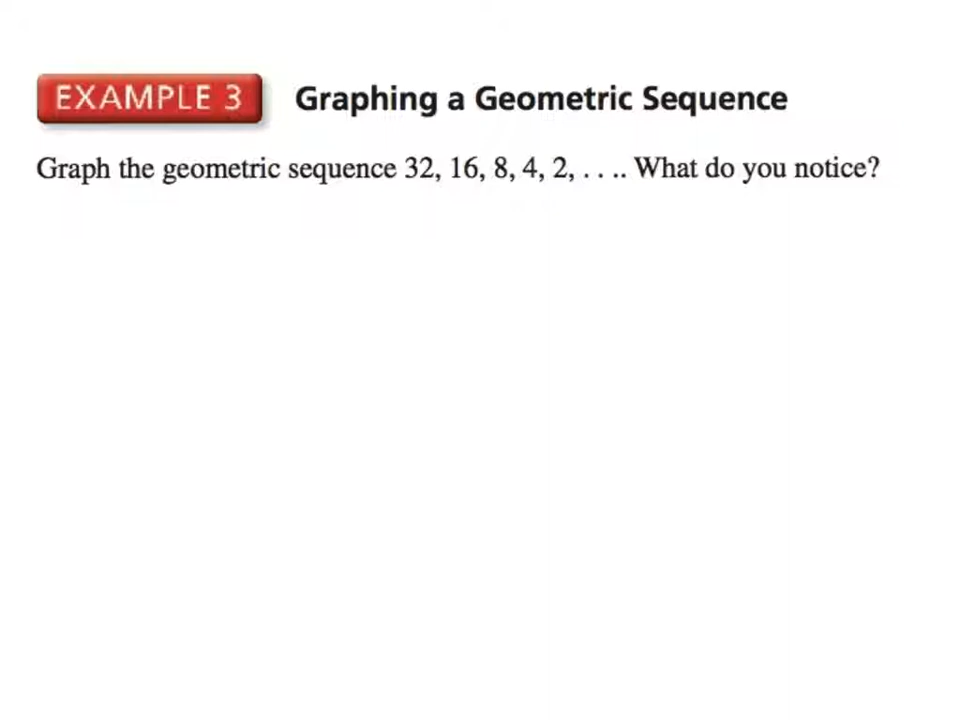 EXAMPLE 3 Graphing a Geometric Sequence
Graph the geometric sequence 32, 16, 8, 4, 2, . . .. What do you notice?